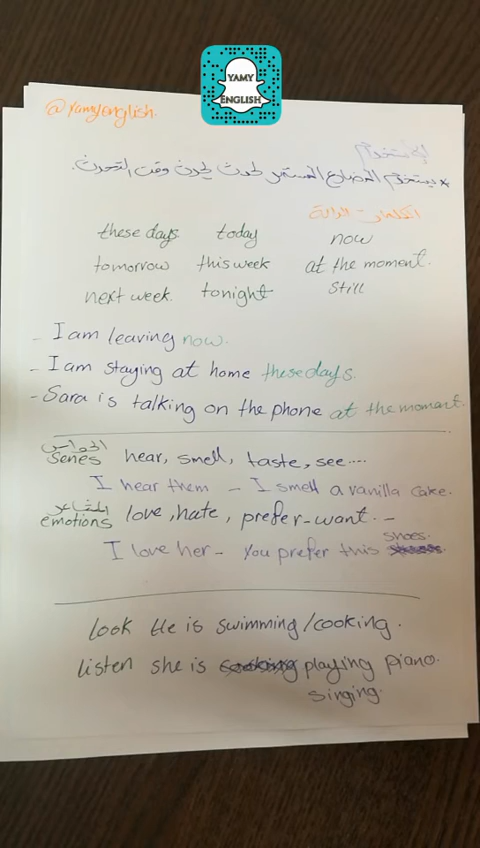 YAMY
ENGLISH
@Yamyenglish.
الاستخدام
* يستخدم المضارع المستمر لحدث يحدث وقت التحدث.
الكلمات الدالة
these days today now
tomorrow this week at the moment.
next week. tonight still
- I am leaving now.
- I am staying at home these days.
- Sara is talking on the phone at the moment.
الحواس
senes hear, smell, taste, see....
I hear them - I smell a vanilla cake.
المشاعر
emotions love, hate, prefer-want. -
shoes.
I love her - you prefer this
look He is swimming/cooking.
listen she is cooking playing piano.
singing.